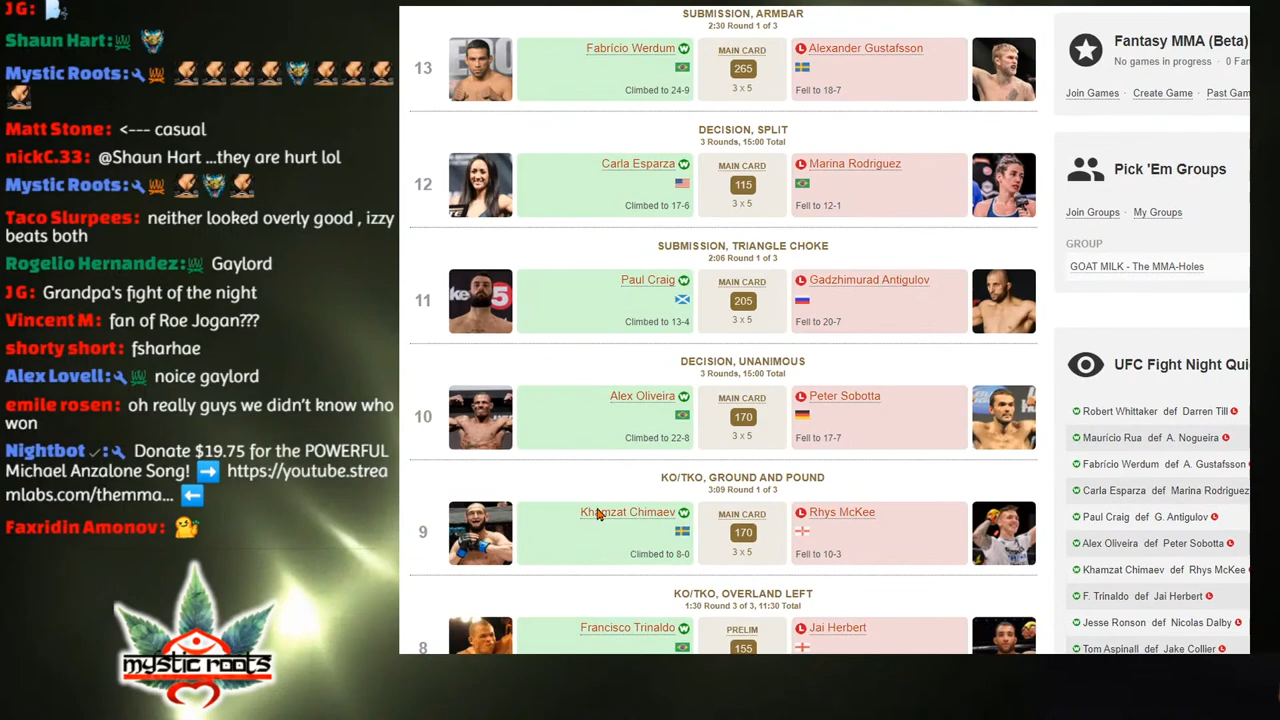 JG:
Shaun Hart:
Mystic Roots:
Matt Stone: <--- casual
nickC.33: @Shaun Hart ...they are hurt lol
Mystic Roots:
Taco Slurpees: neither looked overly good , izzy
beats both
Rogelio Hernandez: Gaylord
JG: Grandpa's fight of the night
Vincent M: fan of Roe Jogan???
shorty short: fsharhae
Alex Lovell: noice gaylord
emile rosen: oh really guys we didn't know who
won
Nightbot ✓: Donate $19.75 for the POWERFUL
Michael Anzalone Song! ➡️ https://youtube.strea
mlabs.com/themma... ⬅️
Faxridin Amonov:
mystic roots
SUBMISSION, ARMBAR
2:30 Round 1 of 3
13
Fabrício Werdum W
Climbed to 24-9
MAIN CARD
265
3 x 5
L Alexander Gustafsson
Fell to 18-7
DECISION, SPLIT
3 Rounds, 15:00 Total
12
Carla Esparza W
Climbed to 17-6
MAIN CARD
115
3 x 5
L Marina Rodriguez
Fell to 12-1
SUBMISSION, TRIANGLE CHOKE
2:06 Round 1 of 3
11
Paul Craig W
Climbed to 13-4
MAIN CARD
205
3 x 5
L Gadzhimurad Antigulov
Fell to 20-7
DECISION, UNANIMOUS
3 Rounds, 15:00 Total
10
Alex Oliveira W
Climbed to 22-8
MAIN CARD
170
3 x 5
L Peter Sobotta
Fell to 17-7
KO/TKO, GROUND AND POUND
3:09 Round 1 of 3
9
Khamzat Chimaev W
Climbed to 8-0
MAIN CARD
170
3 x 5
L Rhys McKee
Fell to 10-3
KO/TKO, OVERLAND LEFT
1:30 Round 3 of 3, 11:30 Total
8
Francisco Trinaldo W
PRELIM
155
L Jai Herbert
Fantasy MMA (Beta)
No games in progress · 0 Fan
Join Games · Create Game · Past Gam
Pick 'Em Groups
Join Groups · My Groups
GROUP
GOAT MILK - The MMA-Holes
UFC Fight Night Qui
W Robert Whittaker def Darren Till L
W Maurício Rua def A. Nogueira L
W Fabrício Werdum def A. Gustafsson
W Carla Esparza def Marina Rodriguez
W Paul Craig def G. Antigulov L
W Alex Oliveira def Peter Sobotta L
W Khamzat Chimaev def Rhys McKee
W F. Trinaldo def Jai Herbert L
W Jesse Ronson def Nicolas Dalby L
W Tom Aspinall def Jake Collier L